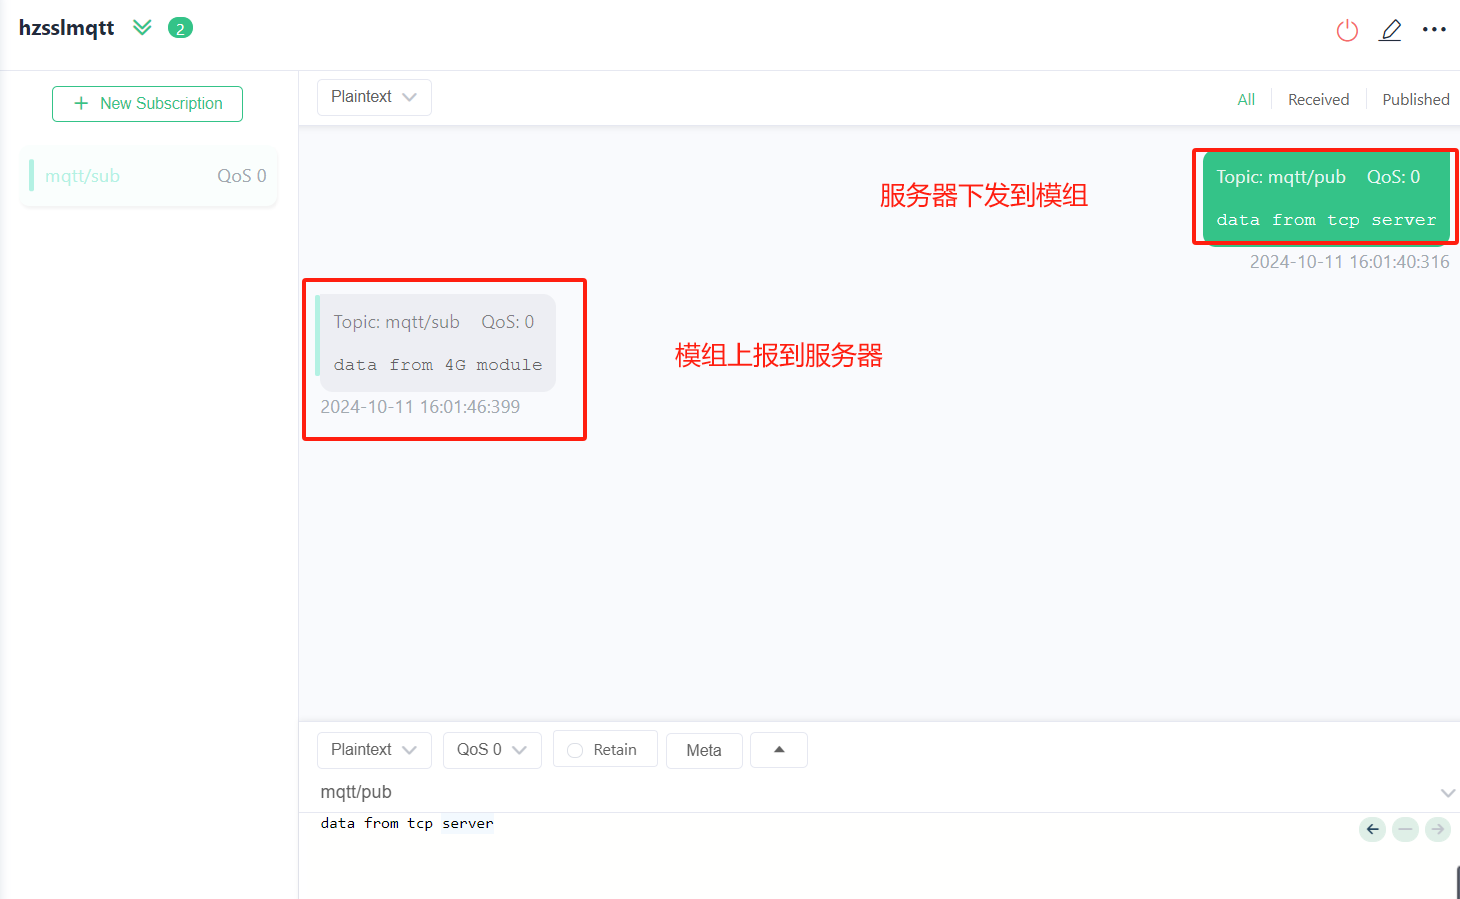 hzsslmqtt 2
New Subscription
mqtt/sub QoS 0
Plaintext
All Received Published
服务器下发到模组
Topic: mqtt/pub QoS: 0
data from tcp server
2024-10-11 16:01:40:316
Topic: mqtt/sub QoS: 0
data from 4G module
2024-10-11 16:01:46:399
模组上报到服务器
Plaintext QoS 0 Retain Meta
mqtt/pub
data from tcp server